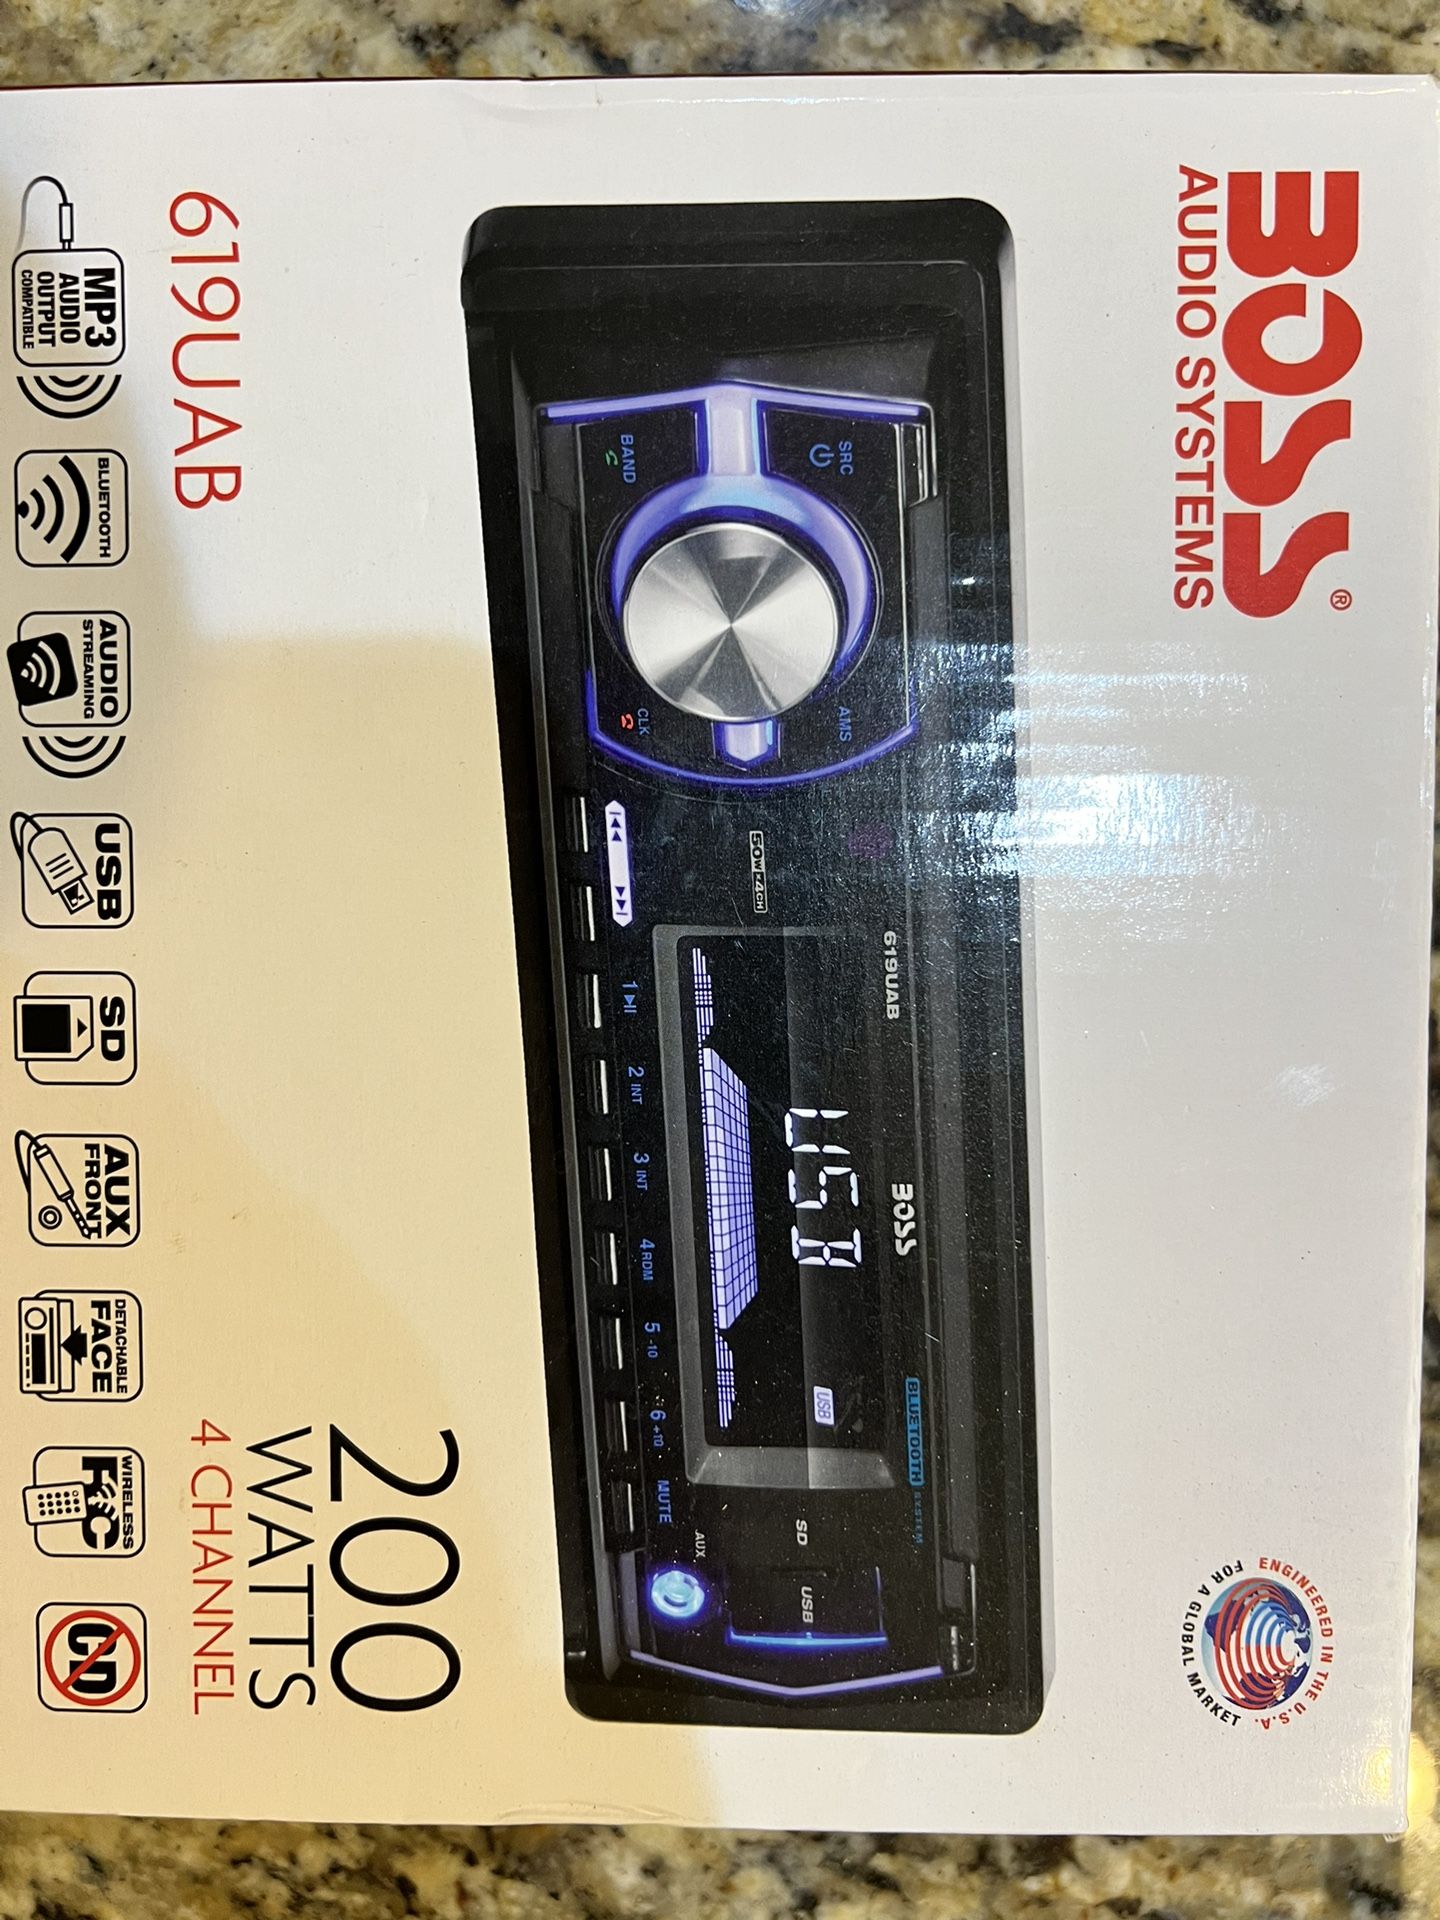 BOSS®
AUDIO SYSTEMS
ENGINEERED IN THE U.S.A.
FOR A GLOBAL MARKET
619UAB
BOSS
BLUETOOTH SYSTEM
SRC
AMS
BAND
CLK
50W×4CH
USB
USB
SD
USB
AUX
1
2 INT
3 INT
4 RDM
5 -10
6 +10
MUTE
200
WATTS
4 CHANNEL
619UAB
MP3
AUDIO
OUTPUT
COMPATIBLE
BLUETOOTH
AUDIO
STREAMING
USB
SD
AUX
FRONT
DETACHABLE
FACE
WIRELESS
RC
CD